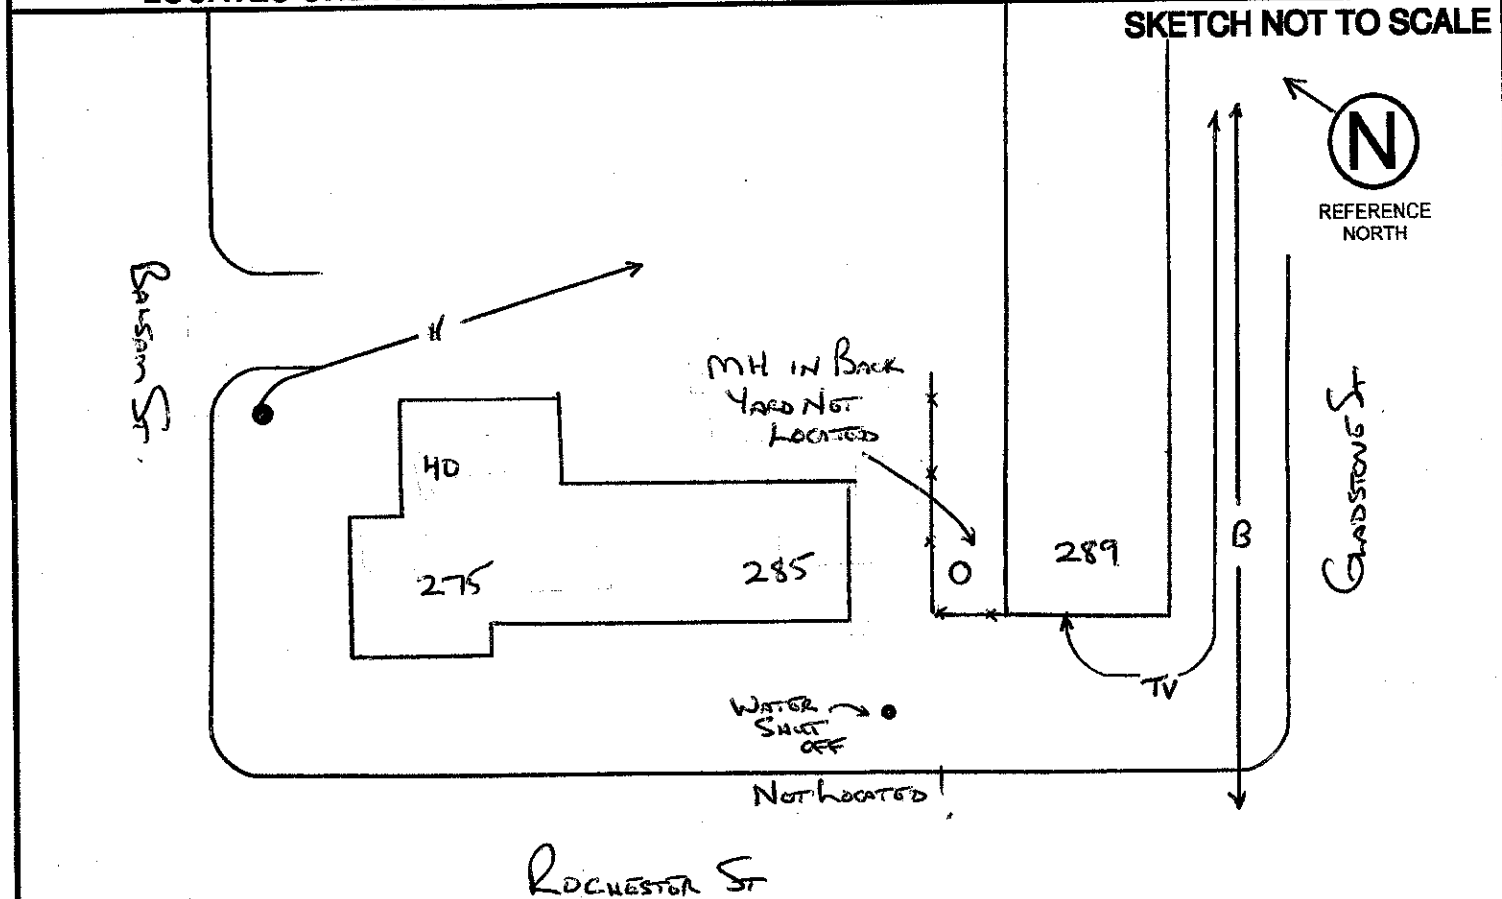 SKETCH NOT TO SCALE
N
REFERENCE
NORTH
BALSAM ST.
H
MH IN BACK
YARD NOT
LOCATED
40
275
285
289
B
GLADSTONE St
TV
WATER
SHUT
OFF
NOT LOCATED
ROCHESTER ST